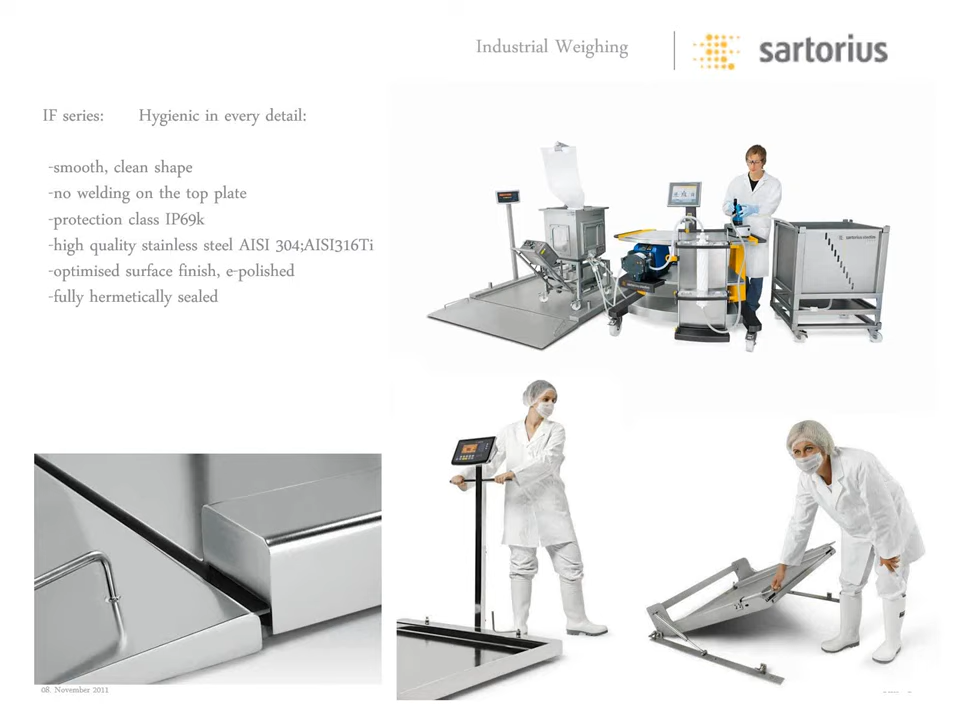 Industrial Weighing
sartorius
IF series: Hygienic in every detail:
-smooth, clean shape
-no welding on the top plate
-protection class IP69k
-high quality stainless steel AISI 304;AISI316Ti
-optimised surface finish, e-polished
-fully hermetically sealed
08. November 2011